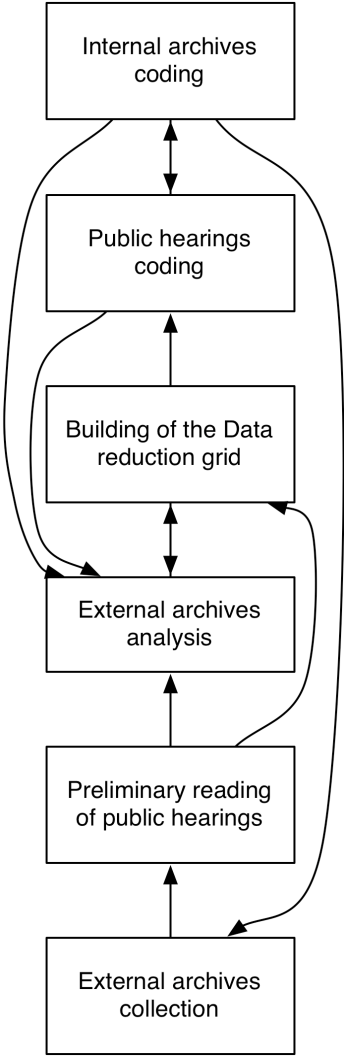 Internal archives
coding
Public hearings
coding
Building of the Data
reduction grid
External archives
analysis
Preliminary reading
of public hearings
External archives
collection